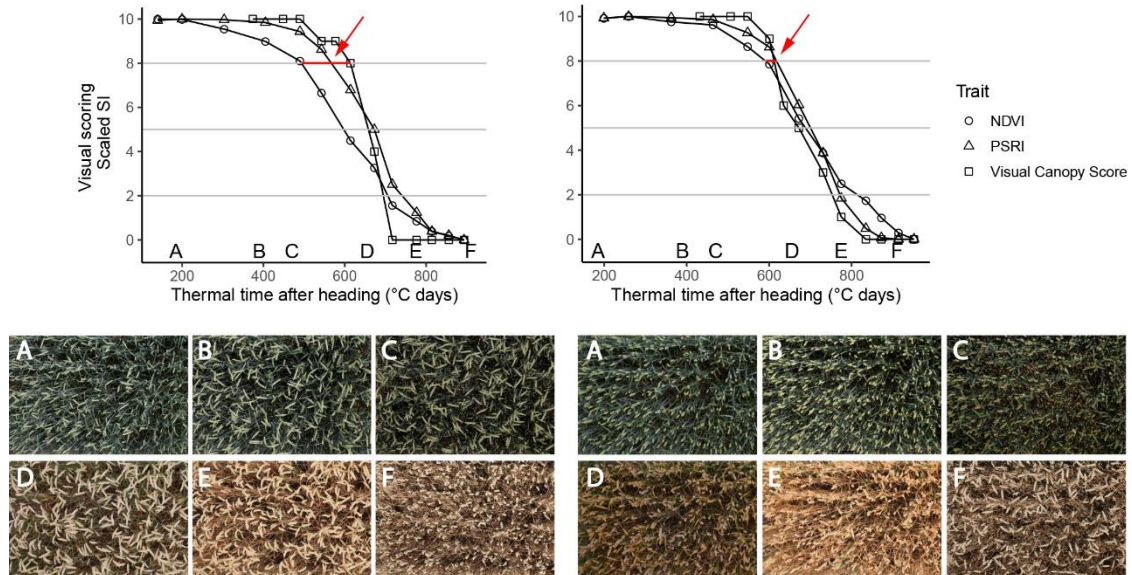 10
8
6
4
2
0
Visual scoring
Scaled SI
A B C D E F
200 400 600 800
Thermal time after heading (°C days)
10
8
6
4
2
0
A B C D E F
200 400 600 800
Thermal time after heading (°C days)
Trait
NDVI
PSRI
Visual Canopy Score
A B C
D E F
A B C
D E F